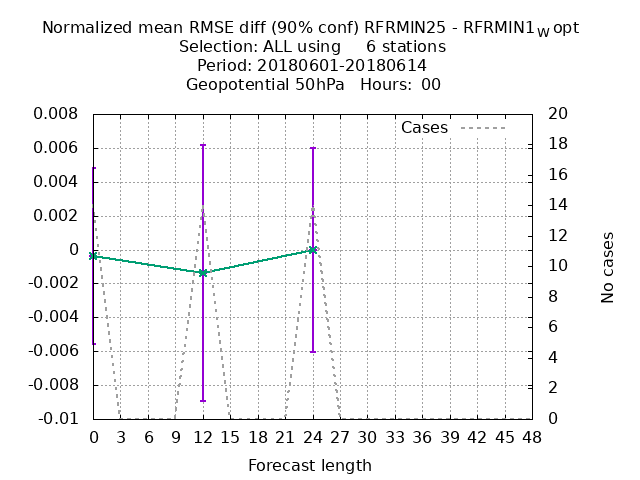 Normalized mean RMSE diff (90% conf) RFRMIN25 - RFRMIN1w opt
Selection: ALL using 6 stations
Period: 20180601-20180614
Geopotential 50hPa Hours: 00
0.008
0.006
0.004
0.002
0
-0.002
-0.004
-0.006
-0.008
-0.01
Cases
20
18
16
14
12
10
8
6
4
2
0
No cases
0 3 6 9 12 15 18 21 24 27 30 33 36 39 42 45 48
Forecast length